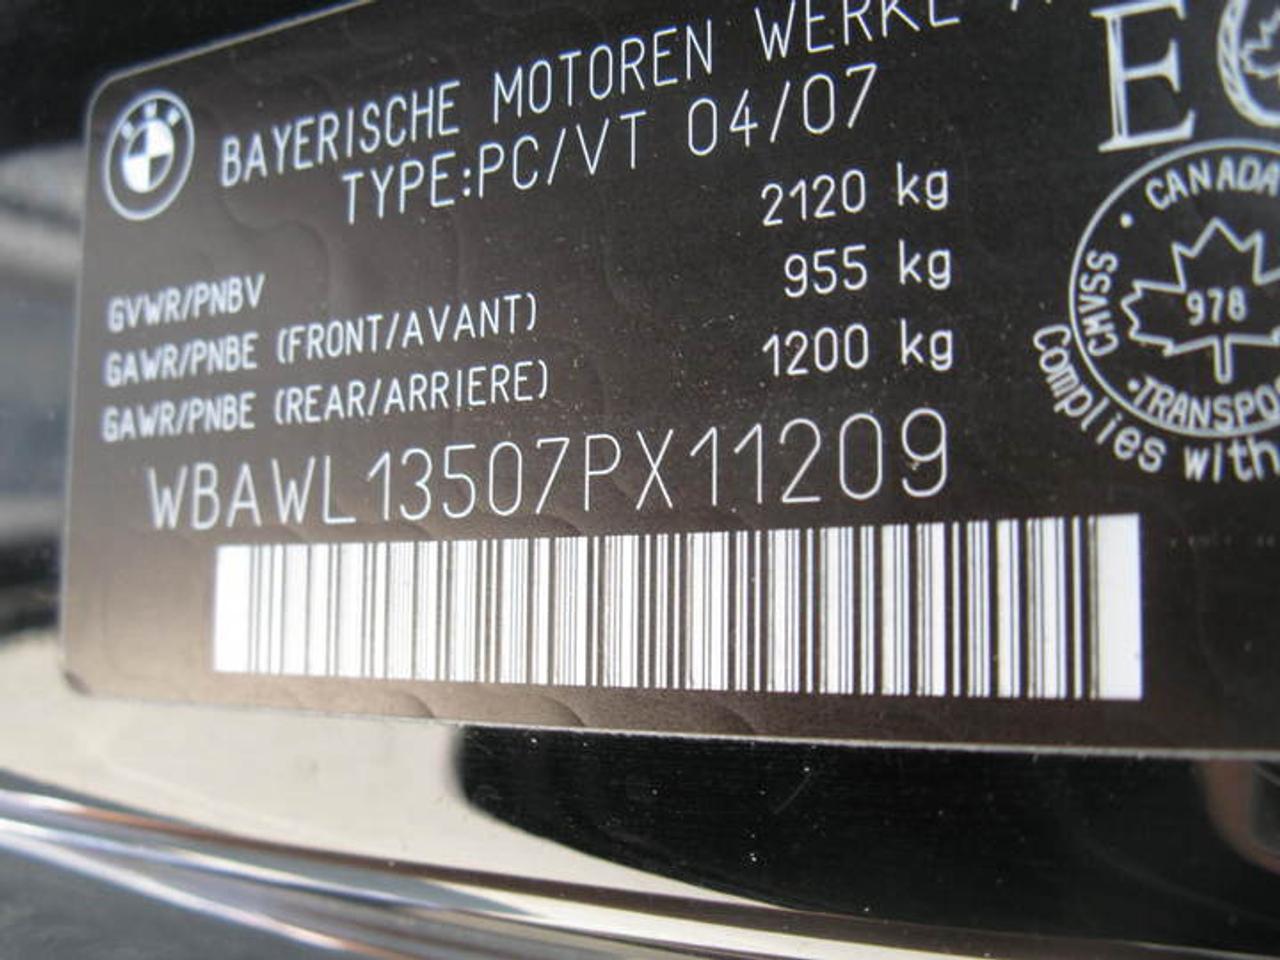 BMW
BAYERISCHE MOTOREN WERKE
TYPE:PC/VT 04/07
GVWR/PNBV 2120 kg
GAWR/PNBE (FRONT/AVANT) 955 kg
GAWR/PNBE (REAR/ARRIERE) 1200 kg
WBAWL13507PX11209
CANADA
CMVSS
978
TRANSPO
Complies with